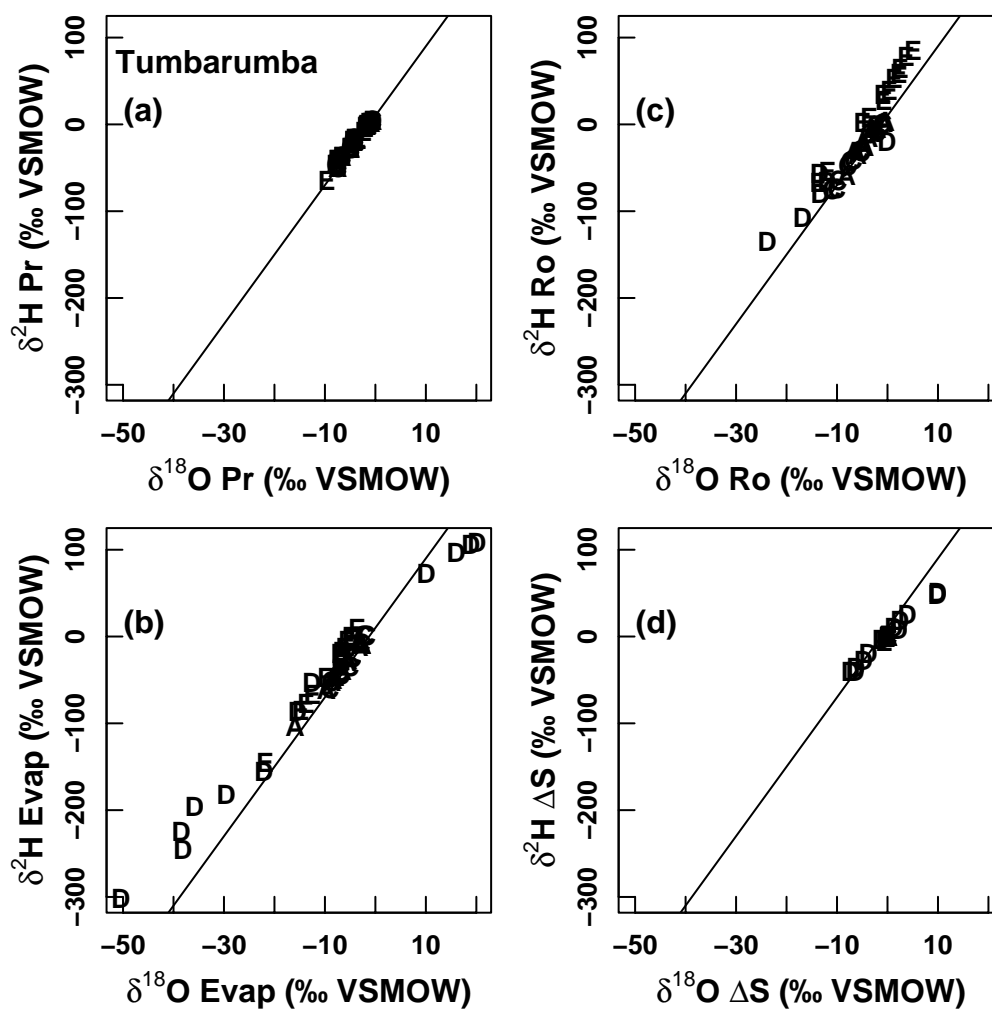 Tumbarumba
(a)
100
0
−100
−200
−300
δ²H Pr (‰ VSMOW)
−50 −30 −10 10
δ¹⁸O Pr (‰ VSMOW)
E
(c)
100
0
−100
−200
−300
δ²H Ro (‰ VSMOW)
−50 −30 −10 10
δ¹⁸O Ro (‰ VSMOW)
E
D
D
D
(b)
100
0
−100
−200
−300
δ²H Evap (‰ VSMOW)
−50 −30 −10 10
δ¹⁸O Evap (‰ VSMOW)
D
D
D
D
E
A
D
D
D
D
D
D
(d)
100
0
−100
−200
−300
δ²H ΔS (‰ VSMOW)
−50 −30 −10 10
δ¹⁸O ΔS (‰ VSMOW)
D
D
D